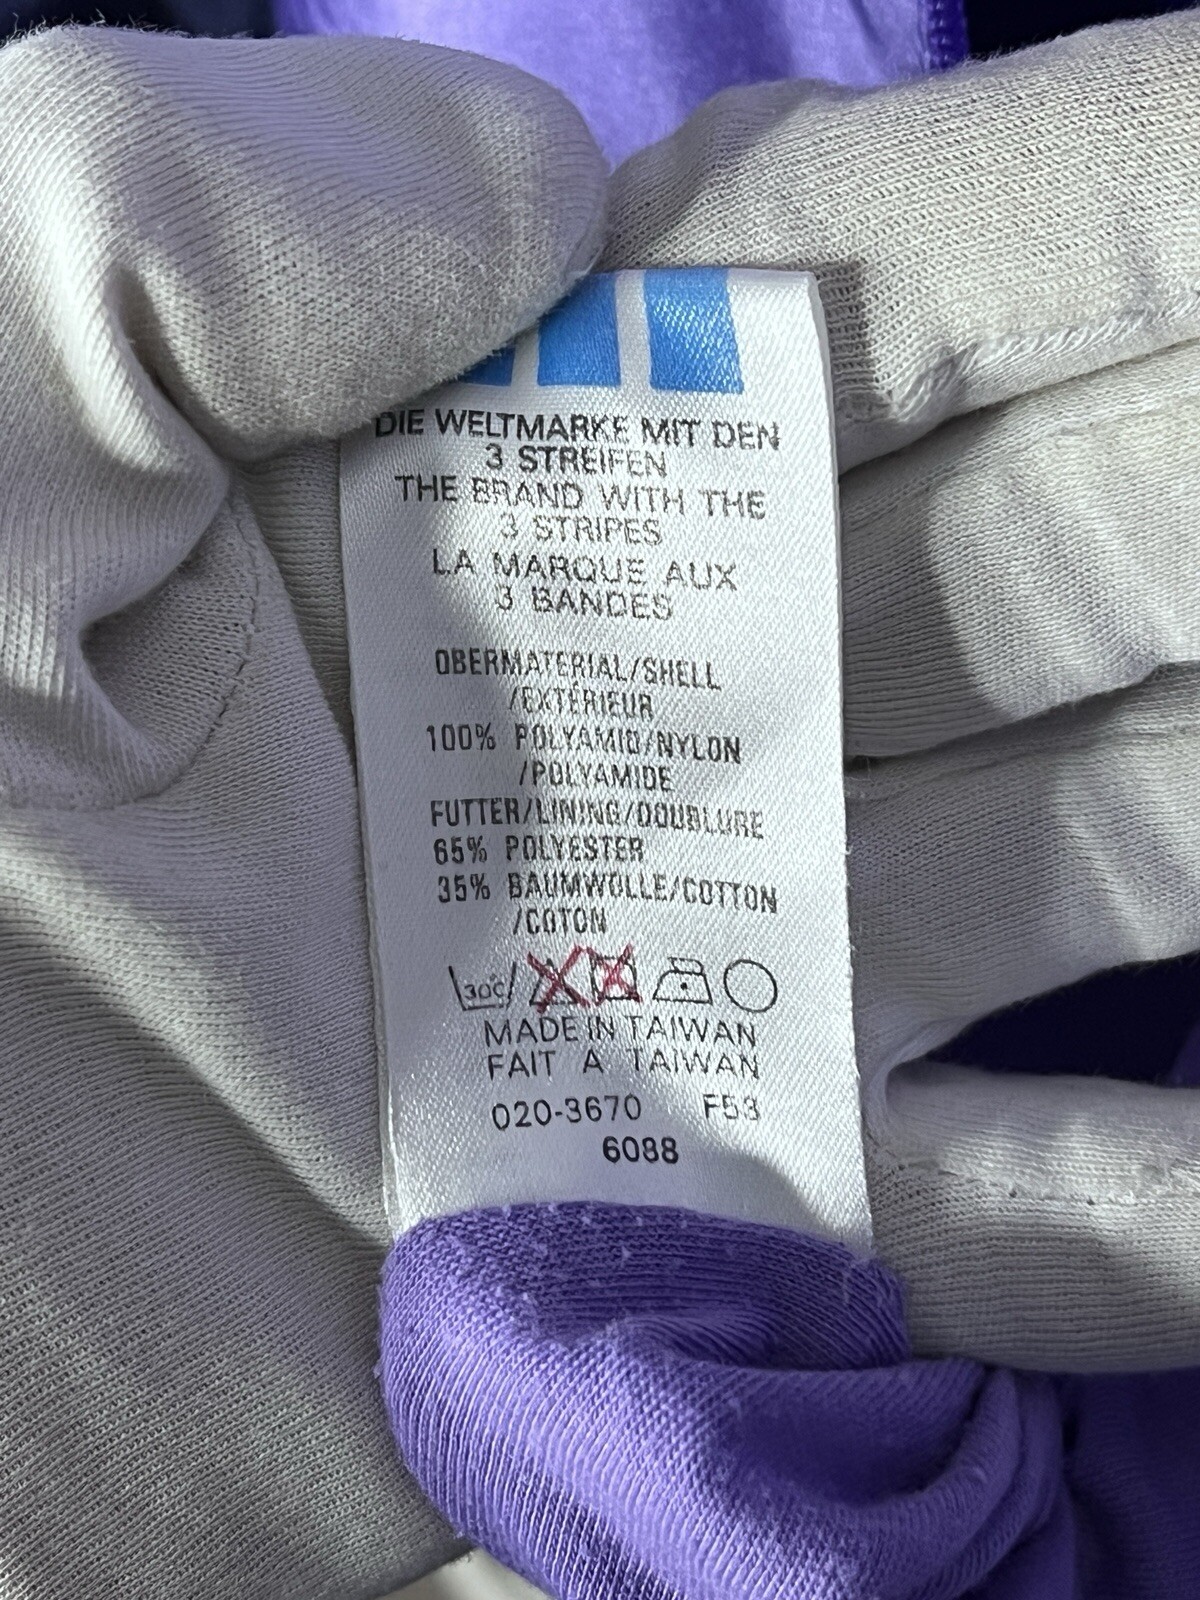 DIE WELTMARKE MIT DEN
3 STREIFEN
THE BRAND WITH THE
3 STRIPES
LA MARQUE AUX
3 BANDES
OBERMATERIAL/SHELL
/EXTÉRIEUR
100% POLYAMID/NYLON
/POLYAMIDE
FUTTER/LINING/DOUBLURE
65% POLYESTER
35% BAUMWOLLE/COTTON
/COTON
30°C
MADE IN TAIWAN
FAIT A TAIWAN
020-3670 F53
6088